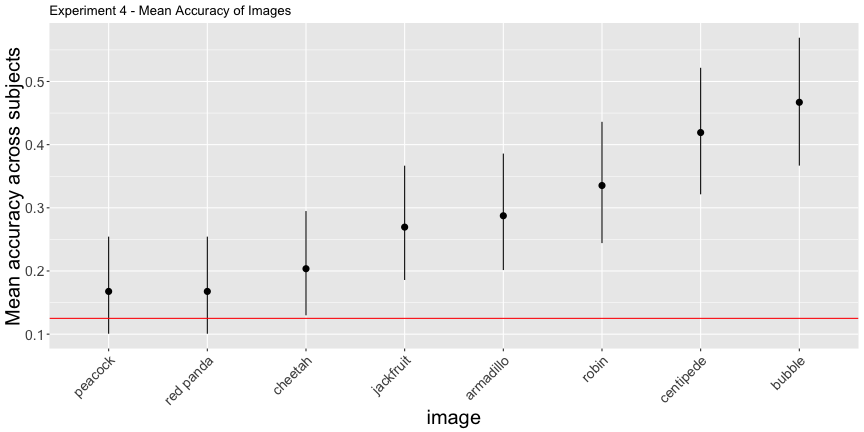 Experiment 4 - Mean Accuracy of Images
Mean accuracy across subjects
0.5
0.4
0.3
0.2
0.1
peacock
red panda
cheetah
jackfruit
armadillo
robin
centipede
bubble
image